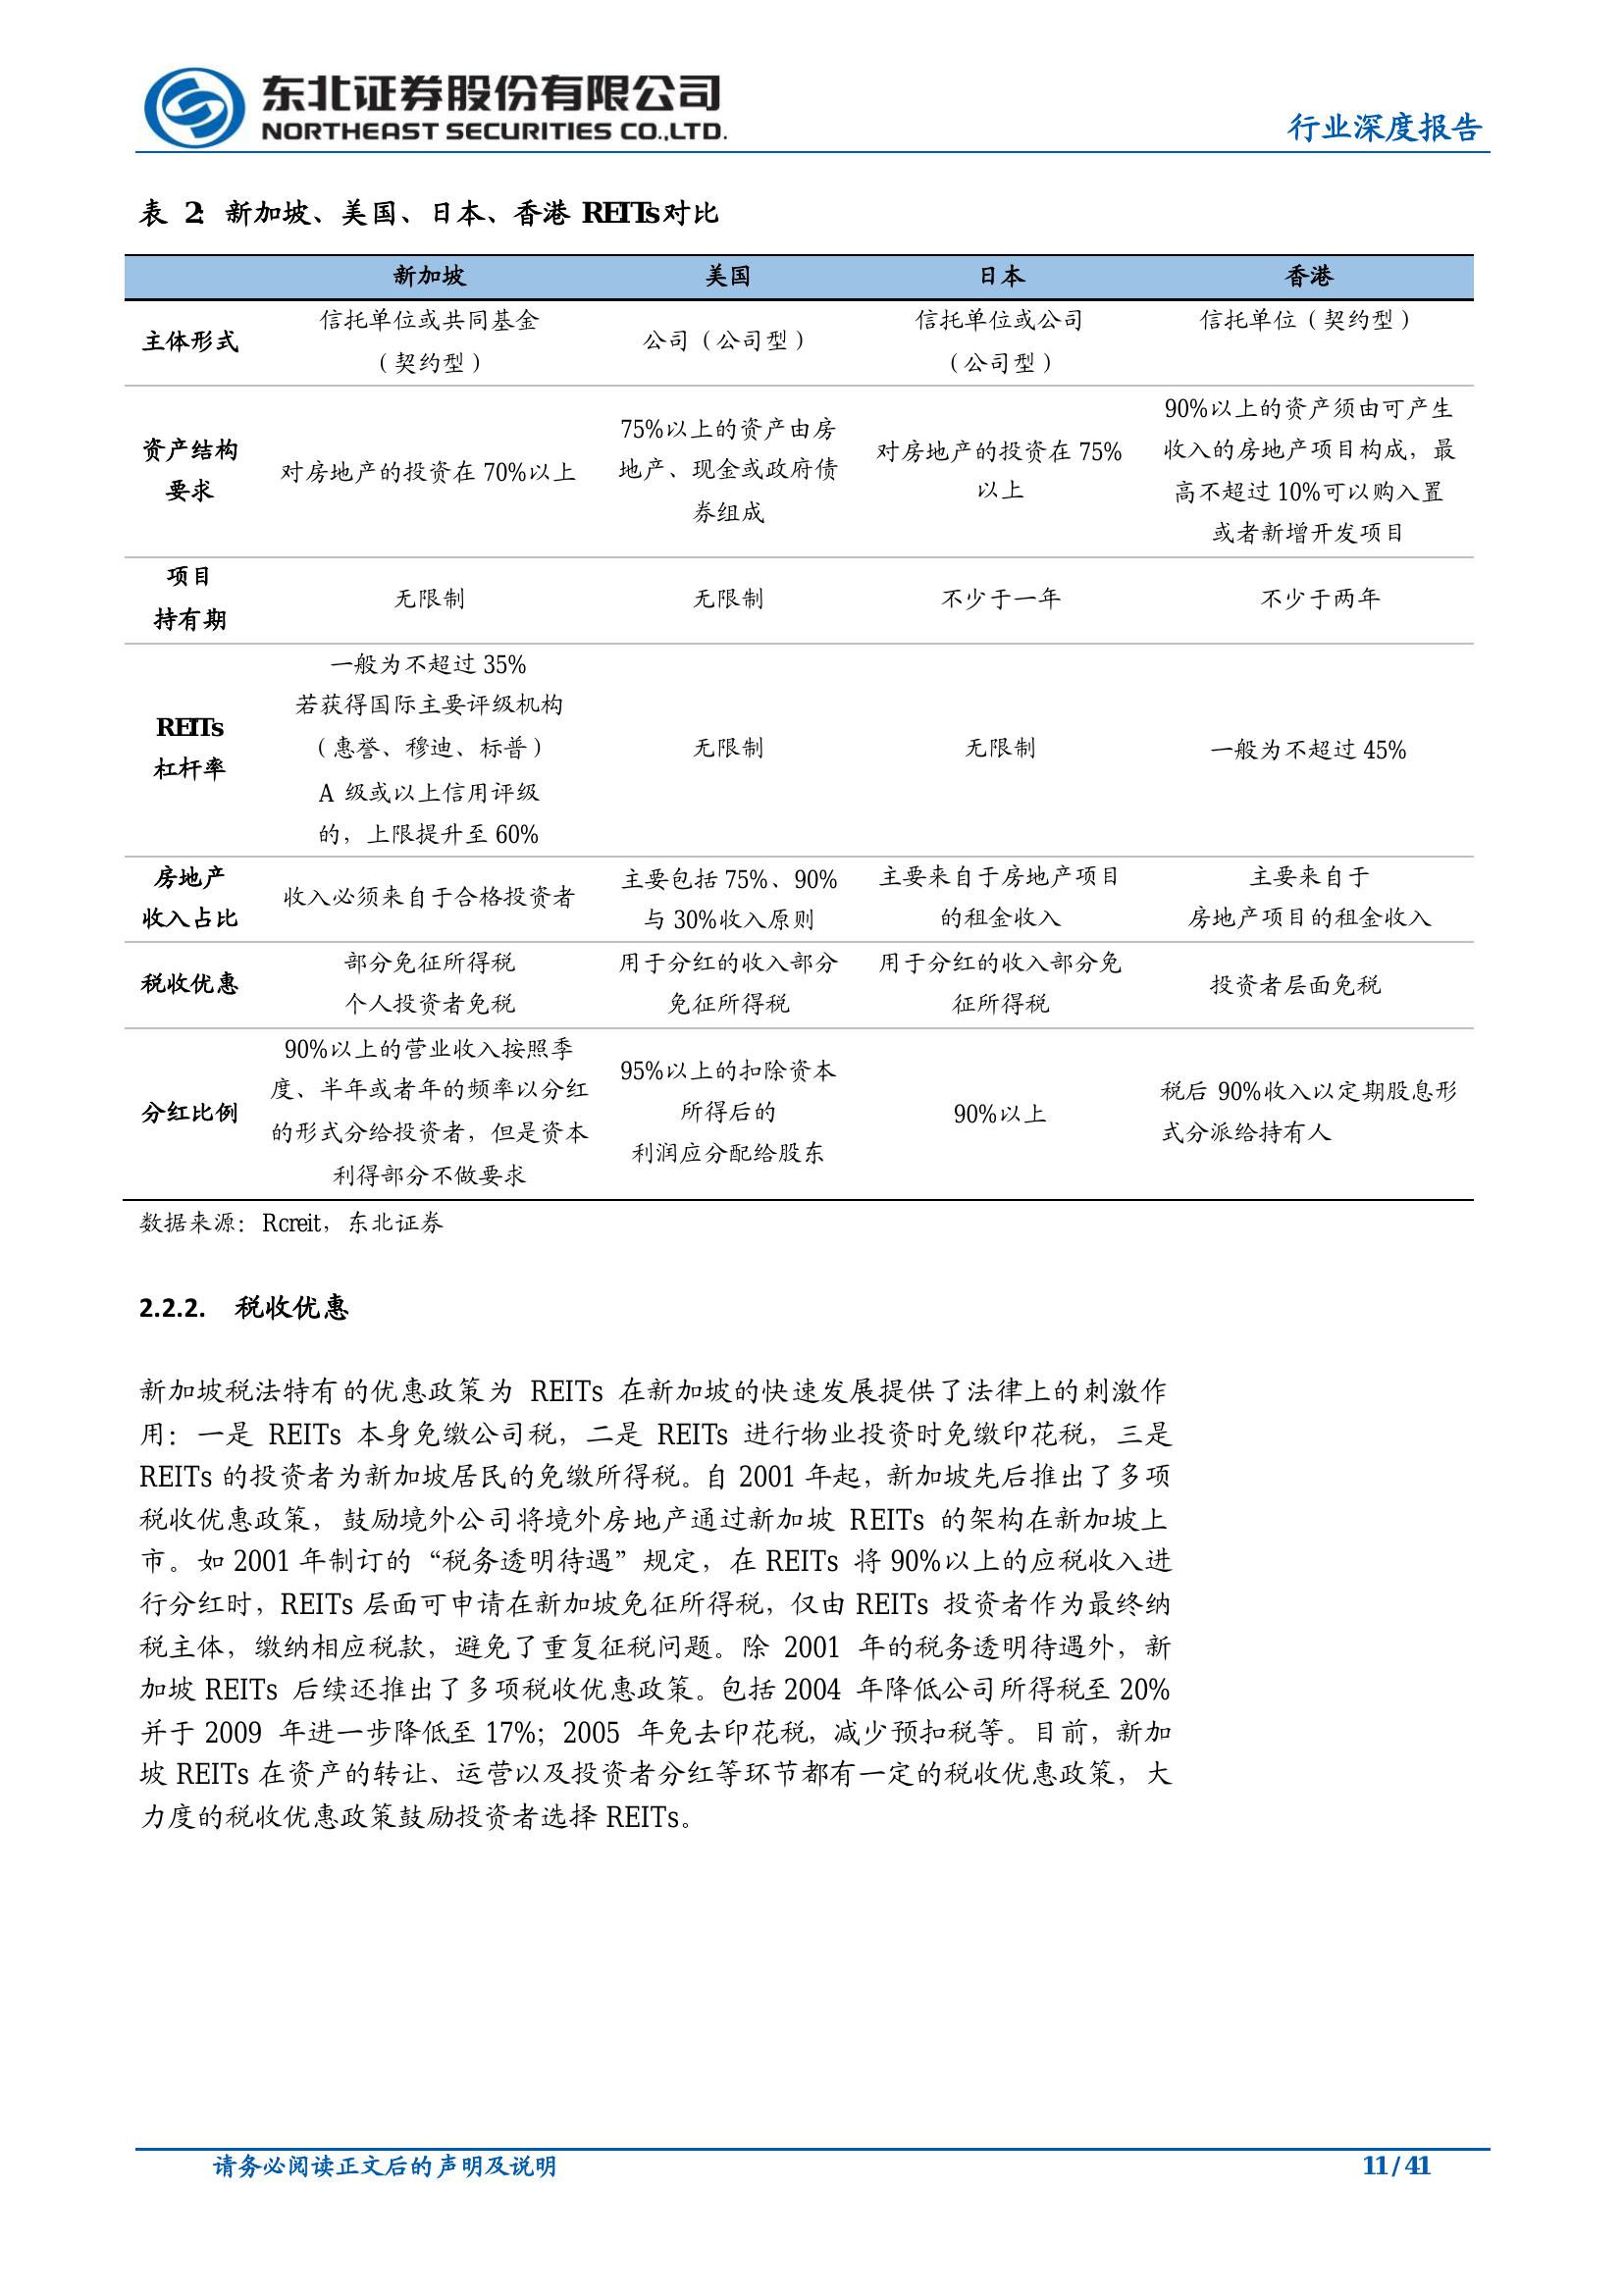 东北证券股份有限公司
NORTHEAST SECURITIES CO.,LTD.
行业深度报告
表 2: 新加坡、美国、日本、香港 REITs 对比
新加坡 美国 日本 香港
主体形式
信托单位或共同基金
（契约型）
公司（公司型）
信托单位或公司
（公司型）
信托单位（契约型）
资产结构
要求
对房地产的投资在 70%以上
75%以上的资产由房
地产、现金或政府债
券组成
对房地产的投资在 75%
以上
90%以上的资产须由可产生
收入的房地产项目构成，最
高不超过 10%可以购入置
或者新增开发项目
项目
持有期
无限制
无限制
不少于一年
不少于两年
REITs
杠杆率
一般为不超过 35%
若获得国际主要评级机构
（惠誉、穆迪、标普）
A 级或以上信用评级
的，上限提升至 60%
无限制
无限制
一般为不超过 45%
房地产
收入占比
收入必须来自于合格投资者
主要包括 75%、90%
与 30%收入原则
主要来自于房地产项目
的租金收入
主要来自于
房地产项目的租金收入
税收优惠
部分免征所得税
个人投资者免税
用于分红的收入部分
免征所得税
用于分红的收入部分免
征所得税
投资者层面免税
分红比例
90%以上的营业收入按照季
度、半年或者年的频率以分红
的形式分给投资者，但是资本
利得部分不做要求
95%以上的扣除资本
所得后的
利润应分配给股东
90%以上
税后 90%收入以定期股息形
式分派给持有人
数据来源：Rcreit，东北证券
2.2.2. 税收优惠
新加坡税法特有的优惠政策为 REITs 在新加坡的快速发展提供了法律上的刺激作
用：一是 REITs 本身免缴公司税，二是 REITs 进行物业投资时免缴印花税，三是
REITs 的投资者为新加坡居民的免缴所得税。自 2001 年起，新加坡先后推出了多项
税收优惠政策，鼓励境外公司将境外房地产通过新加坡 REITs 的架构在新加坡上
市。如 2001 年制订的“税务透明待遇”规定，在 REITs 将 90%以上的应税收入进
行分红时，REITs 层面可申请在新加坡免征所得税，仅由 REITs 投资者作为最终纳
税主体，缴纳相应税款，避免了重复征税问题。除 2001 年的税务透明待遇外，新
加坡 REITs 后续还推出了多项税收优惠政策。包括 2004 年降低公司所得税至 20%
并于 2009 年进一步降低至 17%；2005 年免去印花税，减少预扣税等。目前，新加
坡 REITs 在资产的转让、运营以及投资者分红等环节都有一定的税收优惠政策，大
力度的税收优惠政策鼓励投资者选择 REITs。
请务必阅读正文后的声明及说明
11 / 41